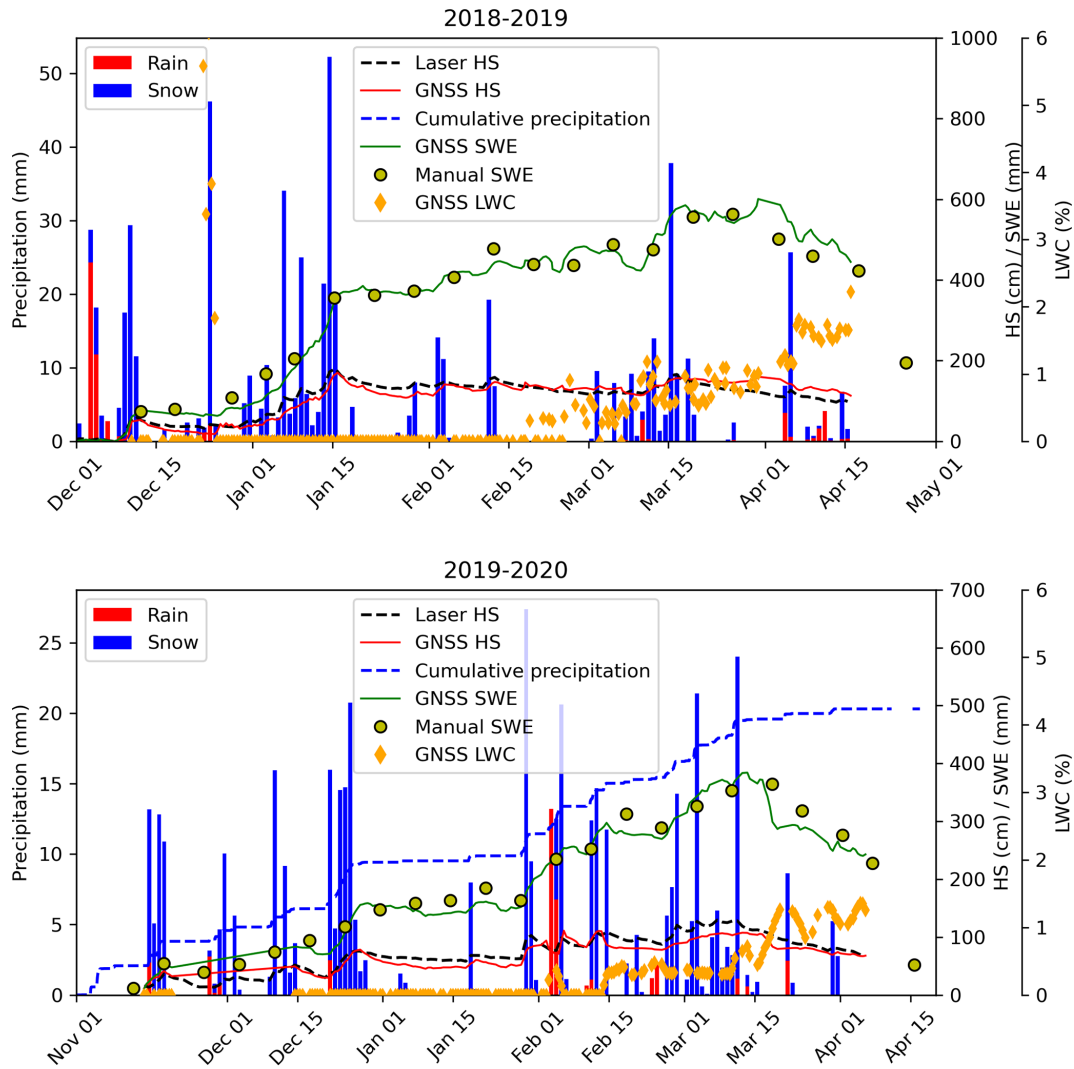 2018-2019
Rain
Snow
Laser HS
GNSS HS
Cumulative precipitation
GNSS SWE
Manual SWE
GNSS LWC
Precipitation (mm)
0
10
20
30
40
50
0
200
400
600
800
1000
HS (cm) / SWE (mm)
0
1
2
3
4
5
6
LWC (%)
Dec 01
Dec 15
Jan 01
Jan 15
Feb 01
Feb 15
Mar 01
Mar 15
Apr 01
Apr 15
May 01
2019-2020
Rain
Snow
Laser HS
GNSS HS
Cumulative precipitation
GNSS SWE
Manual SWE
GNSS LWC
Precipitation (mm)
0
5
10
15
20
25
0
100
200
300
400
500
600
700
HS (cm) / SWE (mm)
0
1
2
3
4
5
6
LWC (%)
Nov 01
Dec 01
Dec 15
Jan 01
Jan 15
Feb 01
Feb 15
Mar 01
Mar 15
Apr 01
Apr 15